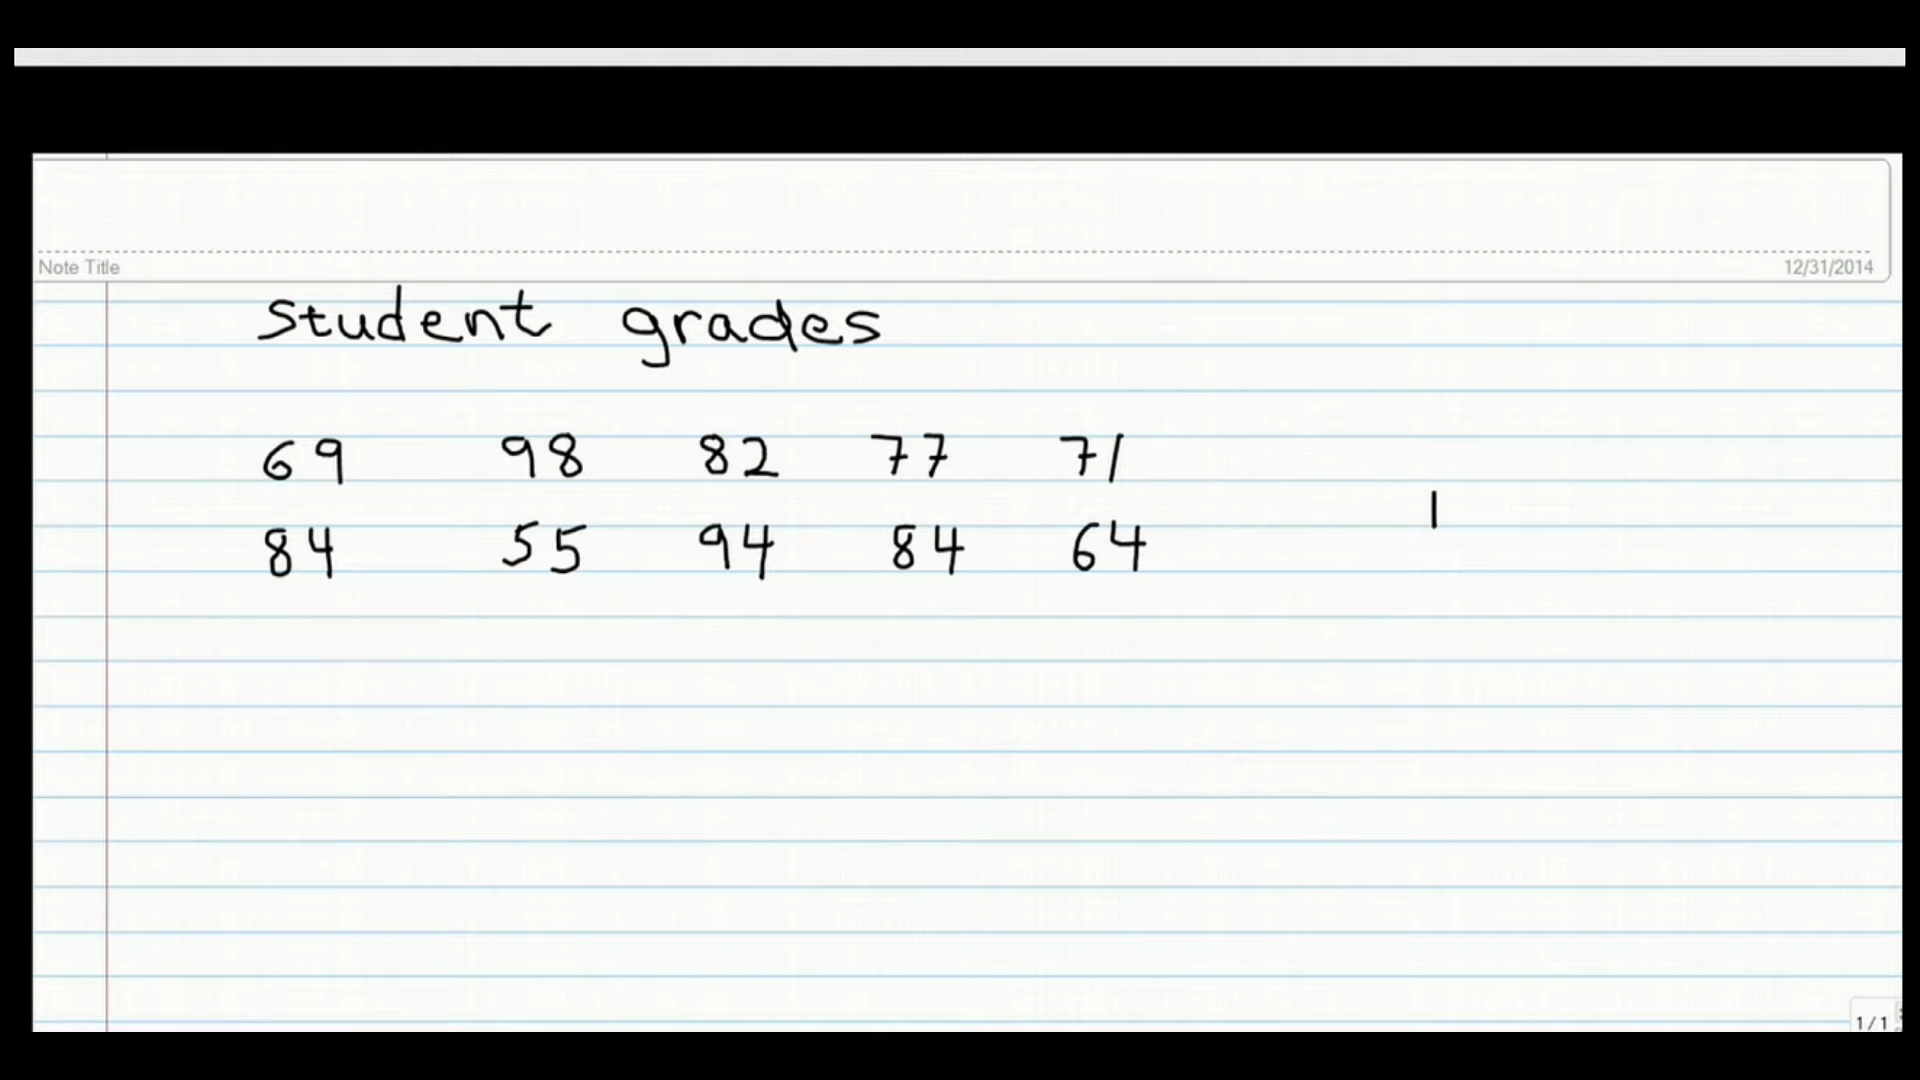 Note Title
12/31/2014
Student grades
69 98 82 77 71
84 55 94 84 64
1 / 1